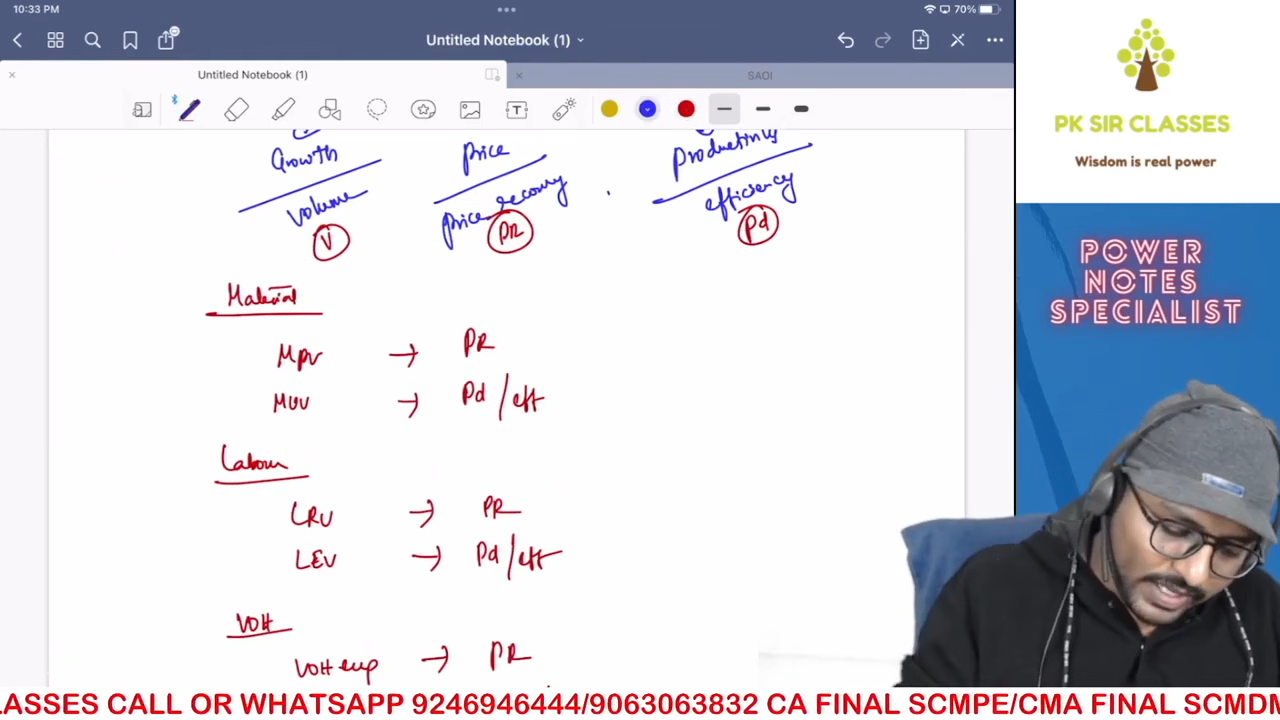 10:33 PM
70%
Untitled Notebook (1)
Untitled Notebook (1)
SAOI
T
Growth
Volume
V
Price
Price recovery
PR
Productivity
efficiency
Pd
Material
MPV → PR
MUV → Pd/eff
Labour
LRV → PR
LEV → Pd/eff
VOH
VOH exp → PR
PK SIR CLASSES
Wisdom is real power
POWER
NOTES
SPECIALIST
LASSES CALL OR WHATSAPP 9246946444/9063063832 CA FINAL SCMPE/CMA FINAL SCMDM